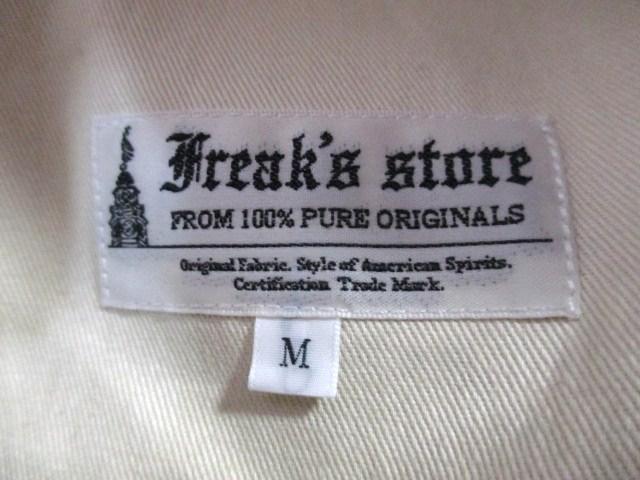 Freak's store
FROM 100% PURE ORIGINALS
Original Fabric. Style of American Spirits.
Certification Trade Mark.
M